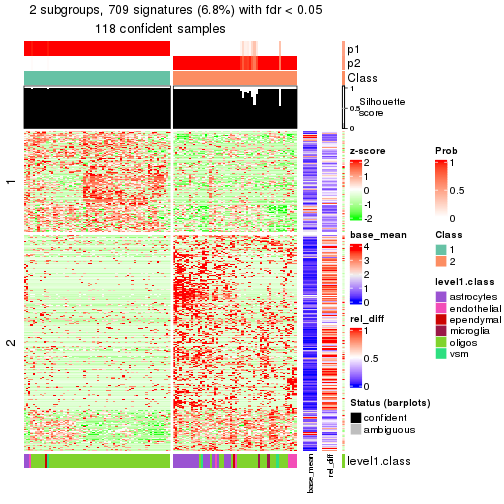 2 subgroups, 709 signatures (6.8%) with fdr < 0.05
118 confident samples
p1
p2
Class
1
0.5
0
Silhouette
score
1
2
z-score
2
1
0
-1
-2
Prob
1
0.5
0
base_mean
4
3
2
1
0
Class
1
2
rel_diff
1
0.5
0
level1.class
astrocytes
endothelial
ependymal
microglia
oligos
vsm
Status (barplots)
confident
ambiguous
level1.class
base_mean
rel_diff